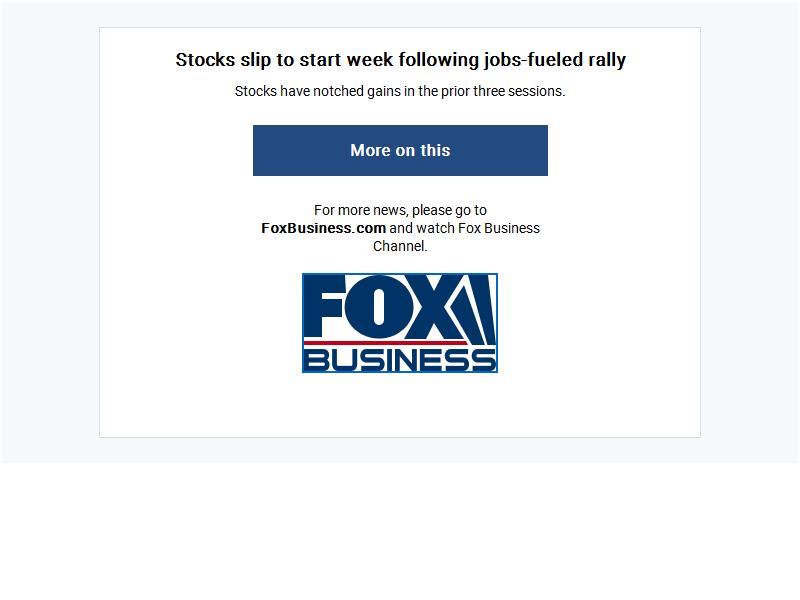 Stocks slip to start week following jobs-fueled rally
Stocks have notched gains in the prior three sessions.
More on this
For more news, please go to
FoxBusiness.com and watch Fox Business
Channel.
FOX
BUSINESS